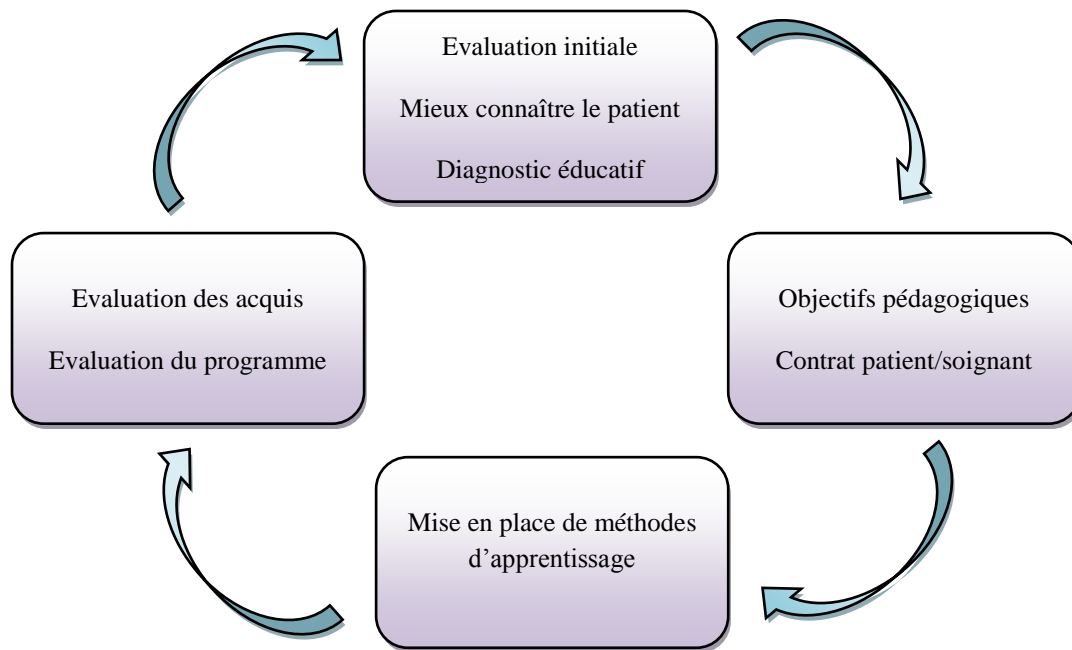 Evaluation initiale
Mieux connaître le patient
Diagnostic éducatif
Objectifs pédagogiques
Contrat patient/soignant
Mise en place de méthodes
d’apprentissage
Evaluation des acquis
Evaluation du programme